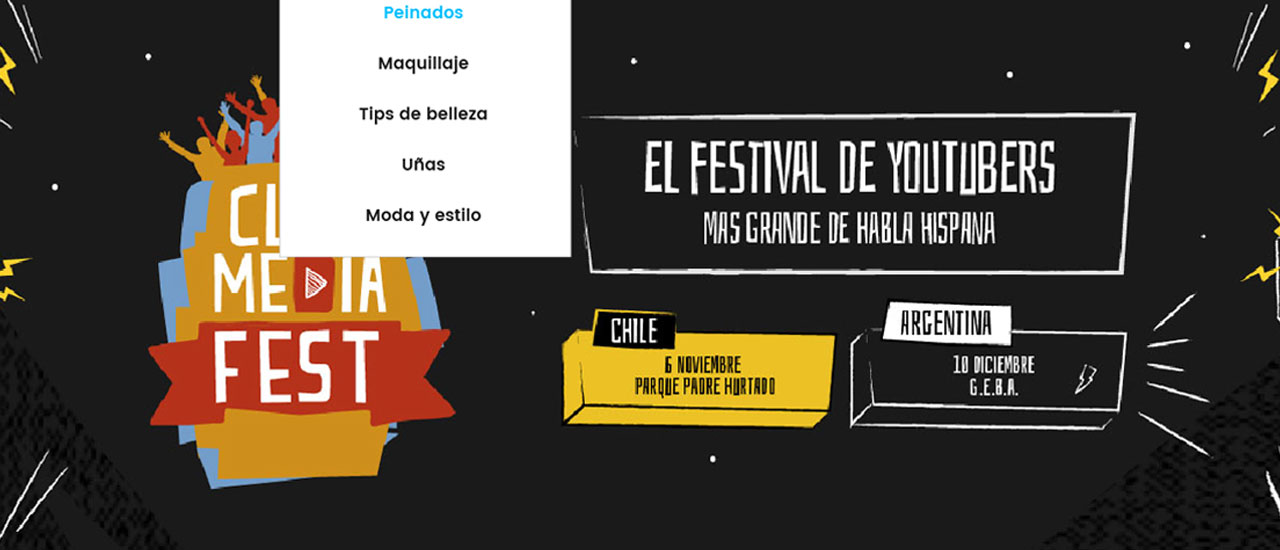 Peinados
Maquillaje
Tips de belleza
Uñas
Moda y estilo
CL
MEDIA
FEST
EL FESTIVAL DE YOUTUBERS
MAS GRANDE DE HABLA HISPANA
CHILE
6 NOVIEMBRE
PARQUE PADRE HURTADO
ARGENTINA
10 DICIEMBRE
G.E.B.A.